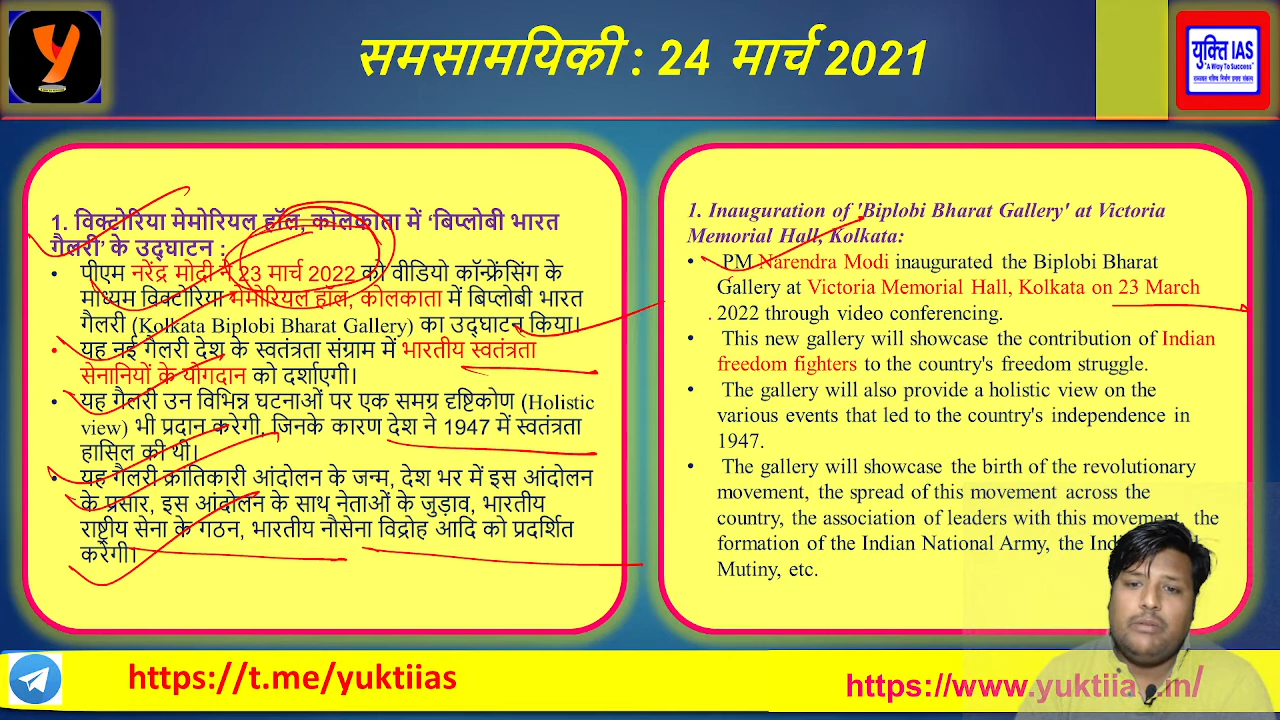 समसामयिकी : 24 मार्च 2021
युक्ति IAS
"A Way To Success"
1. विक्टोरिया मेमोरियल हॉल, कोलकाता में 'बिप्लोबी भारत
गैलरी' के उद्घाटन :
• पीएम नरेंद्र मोदी ने 23 मार्च 2022 को वीडियो कॉन्फ्रेंसिंग के
माध्यम विक्टोरिया मेमोरियल हॉल, कोलकाता में बिप्लोबी भारत
गैलरी (Kolkata Biplobi Bharat Gallery) का उद्घाटन किया।
• यह नई गैलरी देश के स्वतंत्रता संग्राम में भारतीय स्वतंत्रता
सेनानियों के योगदान को दर्शाएगी।
• यह गैलरी उन विभिन्न घटनाओं पर एक समग्र दृष्टिकोण (Holistic
view) भी प्रदान करेगी, जिनके कारण देश ने 1947 में स्वतंत्रता
हासिल की थी।
• यह गैलरी क्रांतिकारी आंदोलन के जन्म, देश भर में इस आंदोलन
के प्रसार, इस आंदोलन के साथ नेताओं के जुड़ाव, भारतीय
राष्ट्रीय सेना के गठन, भारतीय नौसेना विद्रोह आदि को प्रदर्शित
करेगी।
1. Inauguration of 'Biplobi Bharat Gallery' at Victoria
Memorial Hall, Kolkata:
• PM Narendra Modi inaugurated the Biplobi Bharat
Gallery at Victoria Memorial Hall, Kolkata on 23 March
2022 through video conferencing.
• This new gallery will showcase the contribution of Indian
freedom fighters to the country's freedom struggle.
• The gallery will also provide a holistic view on the
various events that led to the country's independence in
1947.
• The gallery will showcase the birth of the revolutionary
movement, the spread of this movement across the
country, the association of leaders with this movement, the
formation of the Indian National Army, the
Mutiny, etc.
https://t.me/yuktiias
https://www.yuktiia